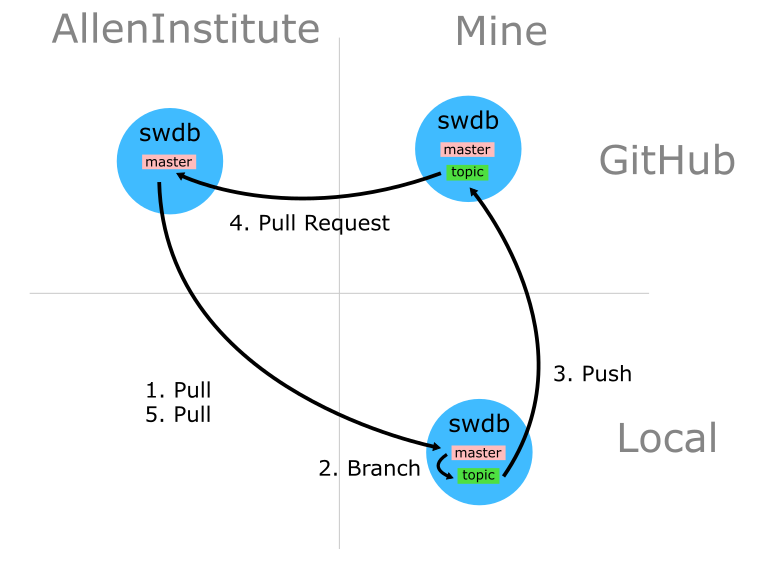 AllenInstitute
Mine
swdb
master
swdb
master
topic
GitHub
4. Pull Request
1. Pull
5. Pull
3. Push
swdb
master
topic
2. Branch
Local